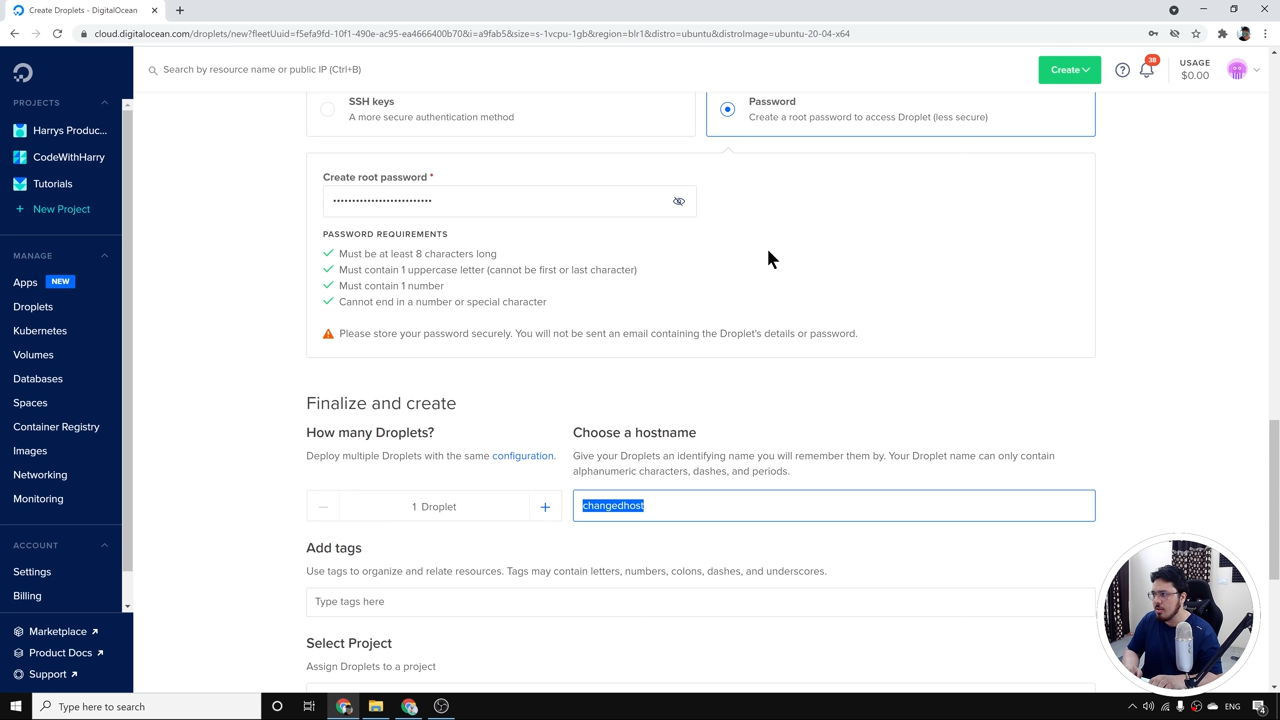 Create Droplets - DigitalOcean
cloud.digitalocean.com/droplets/new?fleetUuid=f5efa9fd-10f1-490e-ac95-ea4666400b70&i=a9fab5&size=s-1vcpu-1gb&region=blr1&distro=ubuntu&distroImage=ubuntu-20-04-x64
Search by resource name or public IP (Ctrl+B)
Create
38
USAGE
$0.00
PROJECTS
Harrys Produc...
CodeWithHarry
Tutorials
+ New Project
MANAGE
Apps NEW
Droplets
Kubernetes
Volumes
Databases
Spaces
Container Registry
Images
Networking
Monitoring
ACCOUNT
Settings
Billing
Marketplace
Product Docs
Support
SSH keys
A more secure authentication method
Password
Create a root password to access Droplet (less secure)
Create root password *
PASSWORD REQUIREMENTS
Must be at least 8 characters long
Must contain 1 uppercase letter (cannot be first or last character)
Must contain 1 number
Cannot end in a number or special character
Please store your password securely. You will not be sent an email containing the Droplet's details or password.
Finalize and create
How many Droplets?
Deploy multiple Droplets with the same configuration.
1 Droplet
Choose a hostname
Give your Droplets an identifying name you will remember them by. Your Droplet name can only contain
alphanumeric characters, dashes, and periods.
changedhost
Add tags
Use tags to organize and relate resources. Tags may contain letters, numbers, colons, dashes, and underscores.
Type tags here
Select Project
Assign Droplets to a project
Type here to search
ENG
4